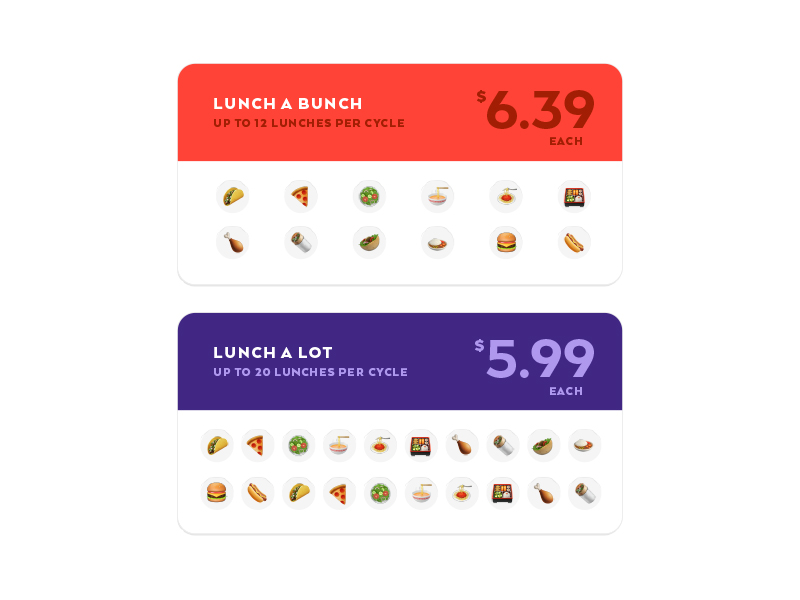 LUNCH A BUNCH
UP TO 12 LUNCHES PER CYCLE
$6.39
EACH
LUNCH A LOT
UP TO 20 LUNCHES PER CYCLE
$5.99
EACH